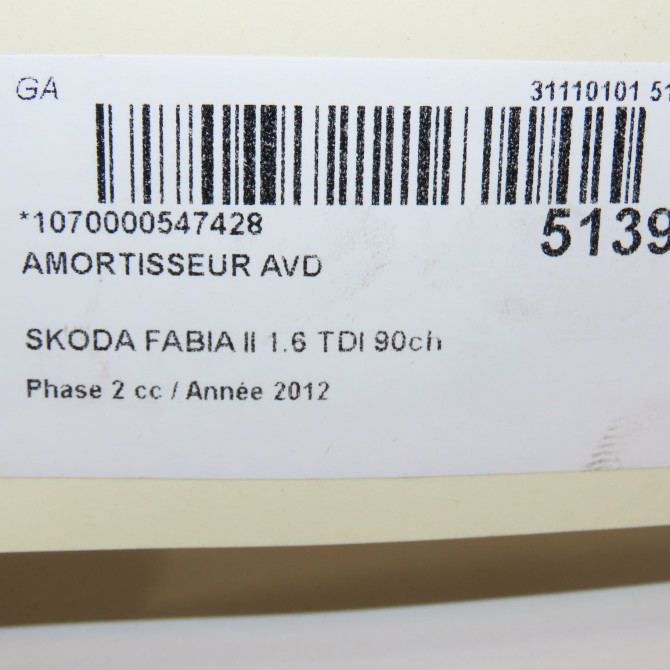 GA 31110101 51
*1070000547428 5139
AMORTISSEUR AVD
SKODA FABIA II 1.6 TDI 90ch
Phase 2 cc / Année 2012